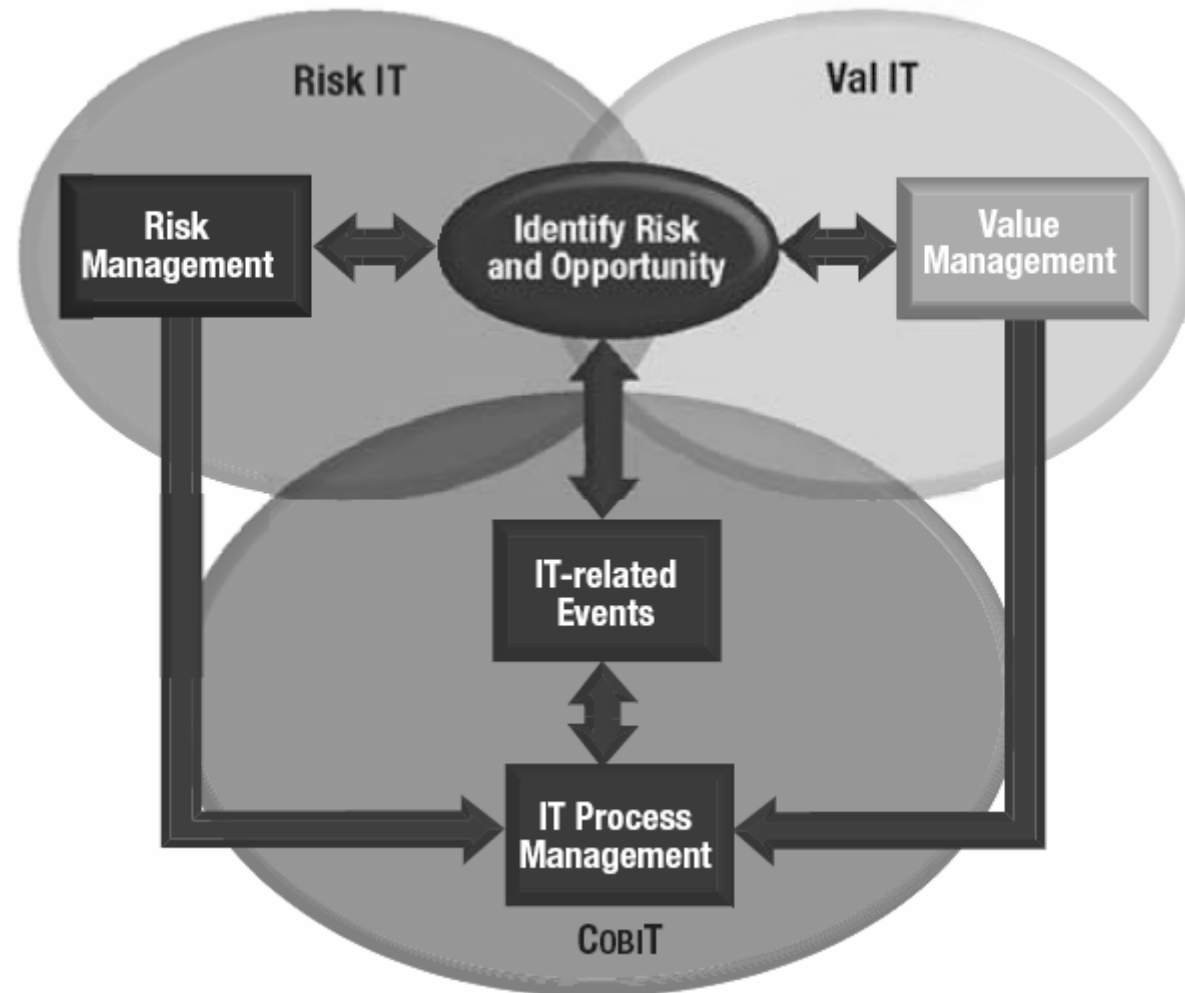 Risk IT
Val IT
Risk
Management
Identify Risk
and Opportunity
Value
Management
IT-related
Events
IT Process
Management
COBIT